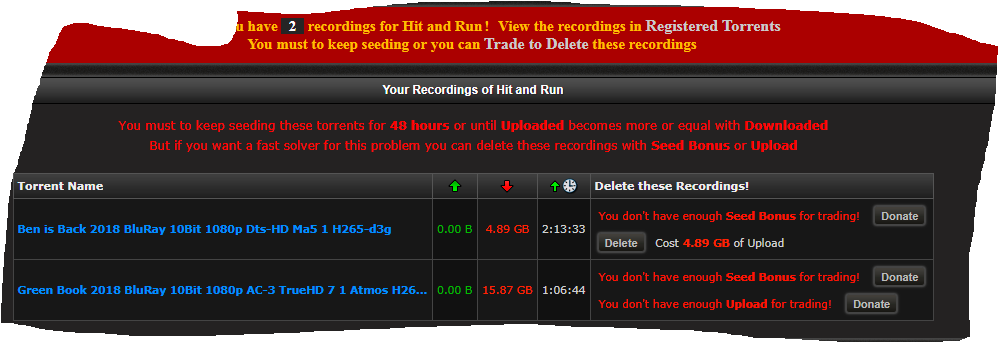 u have 2 recordings for Hit and Run! View the recordings in Registered Torrents
You must to keep seeding or you can Trade to Delete these recordings
Your Recordings of Hit and Run
You must to keep seeding these torrents for 48 hours or until Uploaded becomes more or equal with Downloaded
But if you want a fast solver for this problem you can delete these recordings with Seed Bonus or Upload
Torrent Name Delete these Recordings!
Ben is Back 2018 BluRay 10Bit 1080p Dts-HD Ma5 1 H265-d3g 0.00 B 4.89 GB 2:13:33 You don't have enough Seed Bonus for trading! Donate
Delete Cost 4.89 GB of Upload
Green Book 2018 BluRay 10Bit 1080p AC-3 TrueHD 7 1 Atmos H26... 0.00 B 15.87 GB 1:06:44 You don't have enough Seed Bonus for trading! Donate
You don't have enough Upload for trading! Donate